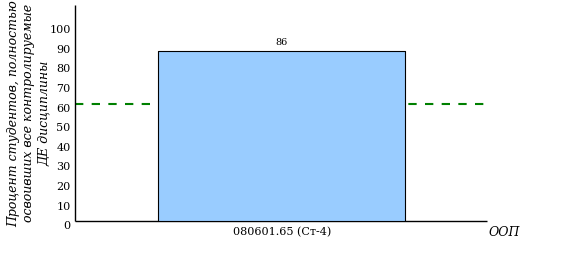 Процент студентов, полностью
освоивших все контролируемые
ДЕ дисциплины
100
90
80
70
60
50
40
30
20
10
0
86
080601.65 (Ст-4)
ООП